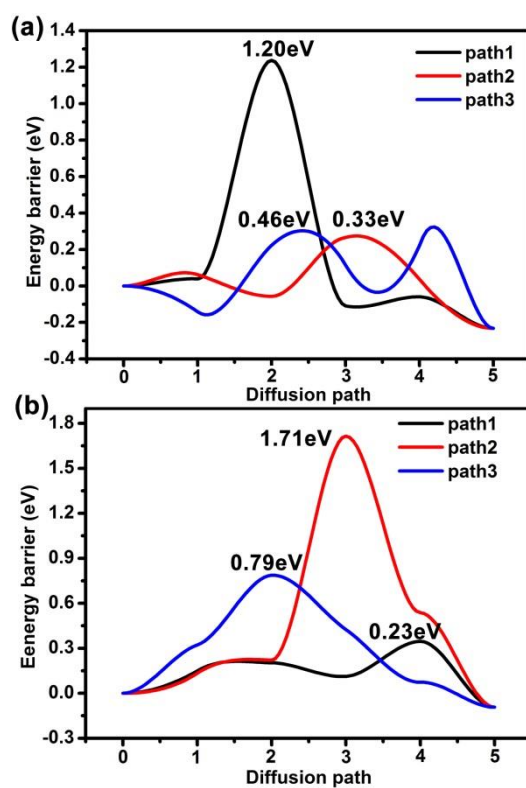 (a)
1.20eV
path1
path2
path3
0.46eV
0.33eV
Energy barrier (eV)
1.4
1.2
1.0
0.8
0.6
0.4
0.2
0.0
-0.2
-0.4
0 1 2 3 4 5
Diffusion path
(b)
1.71eV
path1
path2
path3
0.79eV
0.23eV
Eenergy barrier (eV)
1.8
1.5
1.2
0.9
0.6
0.3
0.0
-0.3
0 1 2 3 4 5
Diffusion path